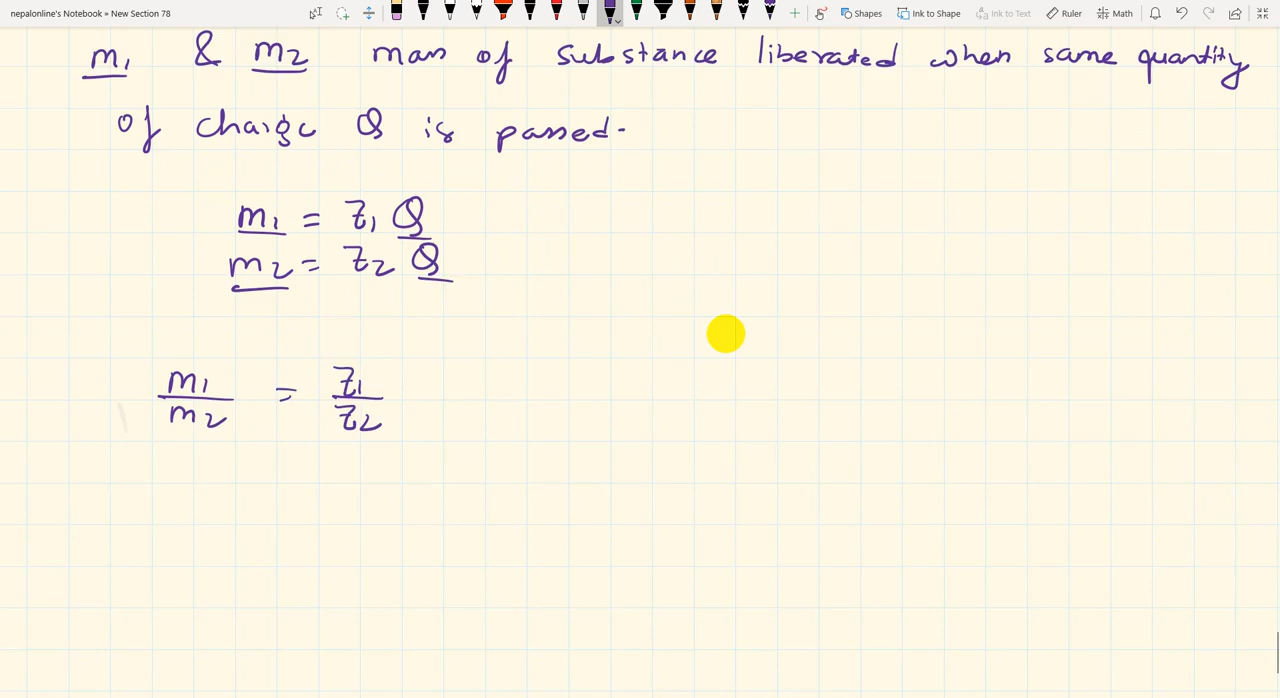 nepalonline's Notebook » New Section 78
Shapes Ink to Shape Ink to Text Ruler Math
m1 & m2 mass of substance liberated when same quantity
of charge Q is passed.
m1 = Z1 Q
m2 = Z2 Q
m1/m2 = Z1/Z2